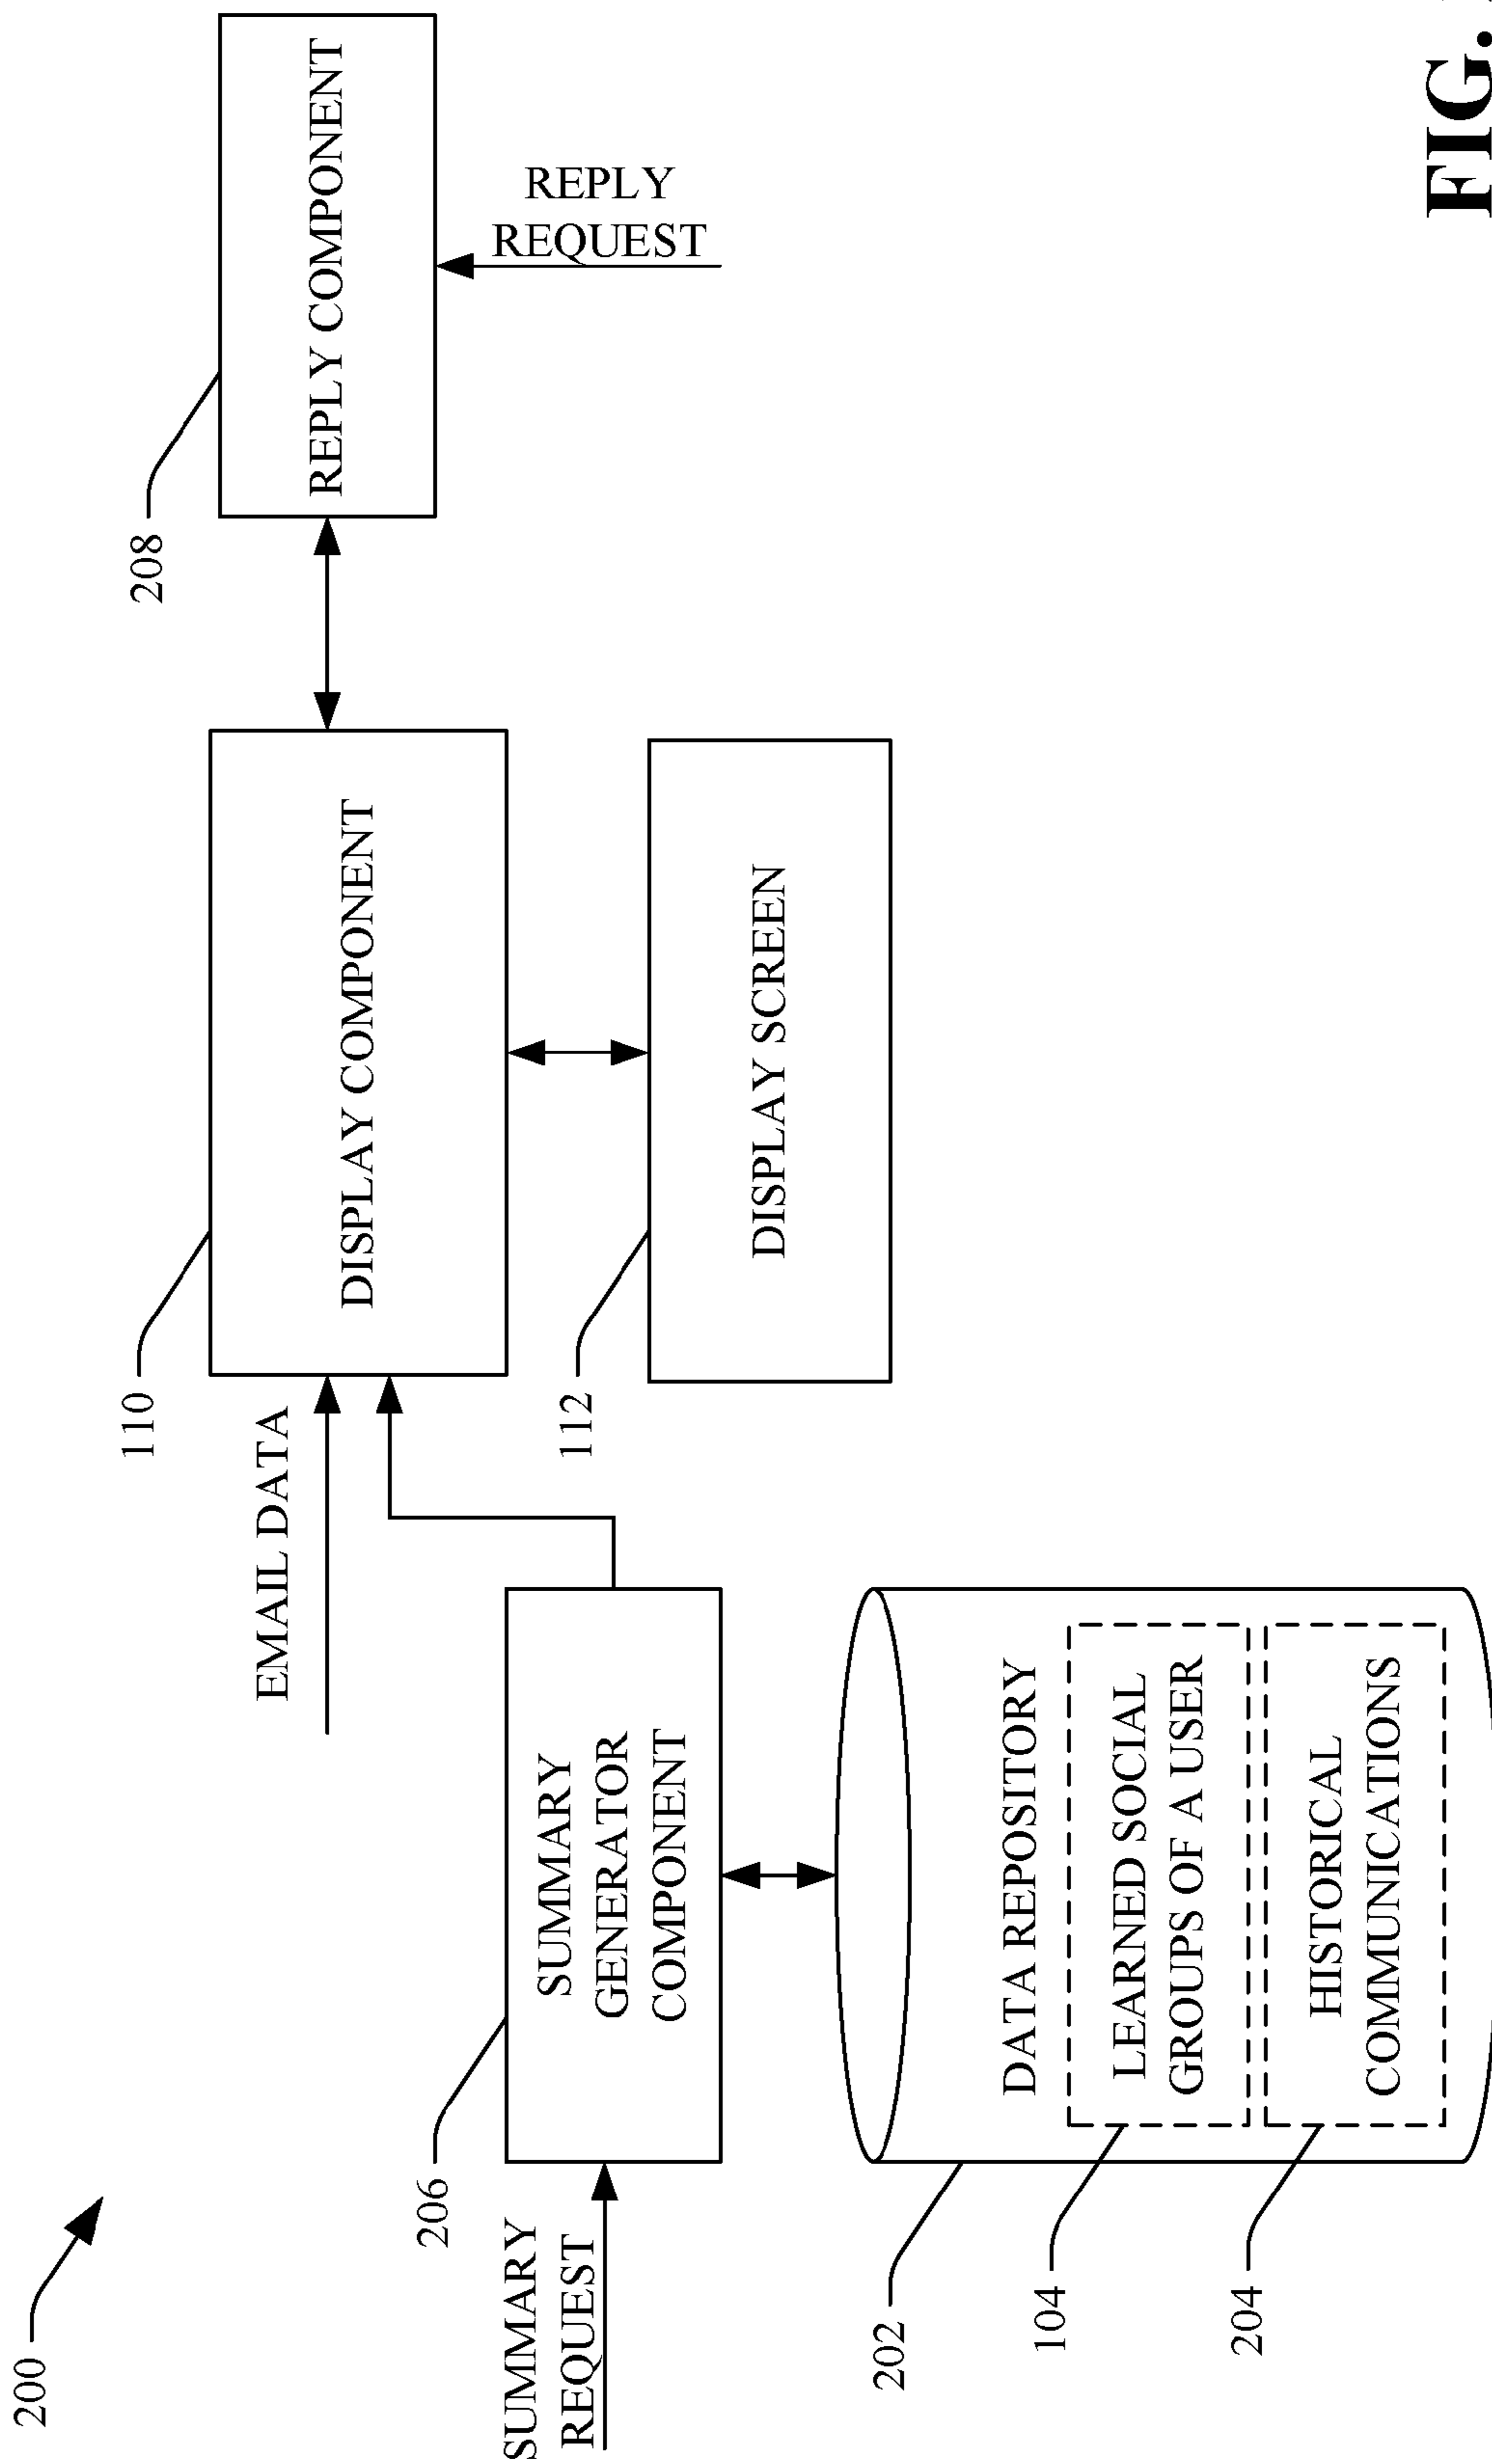 200
SUMMARY
REQUEST
206
SUMMARY
GENERATOR
COMPONENT
EMAIL DATA
110
DISPLAY COMPONENT
208
REPLY COMPONENT
REPLY
REQUEST
112
DISPLAY SCREEN
202
DATA REPOSITORY
104
LEARNED SOCIAL
GROUPS OF A USER
204
HISTORICAL
COMMUNICATIONS
FIG.